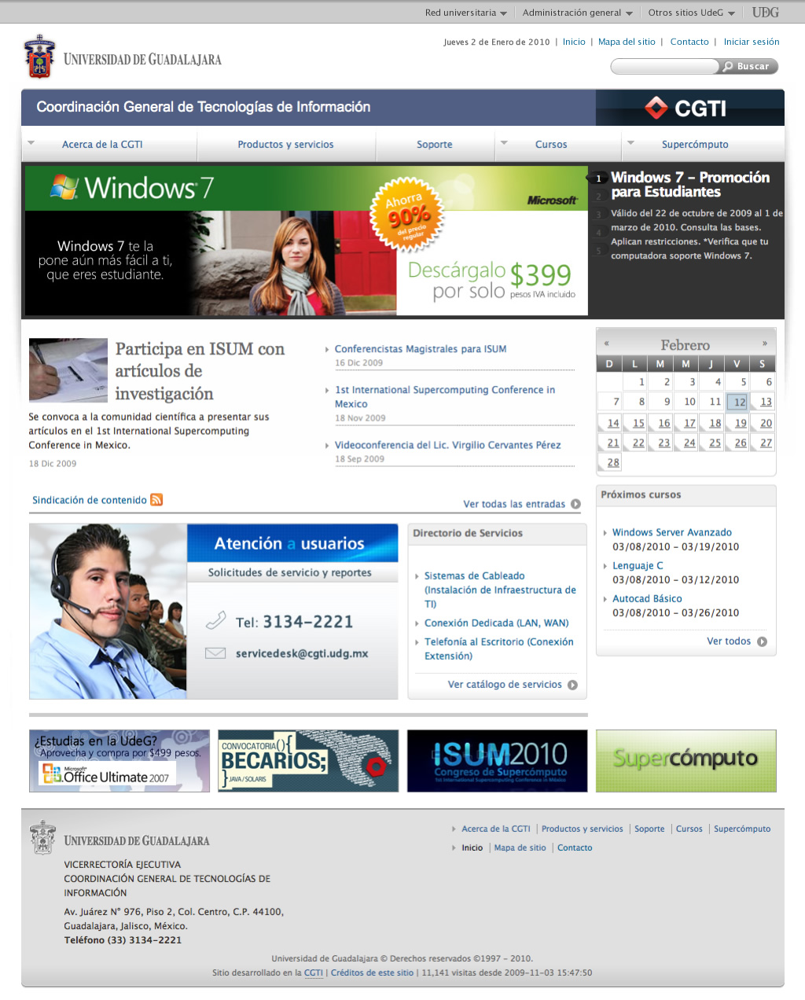 Red universitaria
Administración general
Otros sitios UdeG
UDG
UNIVERSIDAD DE GUADALAJARA
Jueves 2 de Enero de 2010 | Inicio | Mapa del sitio | Contacto | Iniciar sesión
Buscar
Coordinación General de Tecnologías de Información
CGTI
Acerca de la CGTI
Productos y servicios
Soporte
Cursos
Supercómputo
Windows 7
Microsoft
Ahorra
90%
del precio
regular
Windows 7 te la
pone aún más fácil a ti,
que eres estudiante.
Descárgalo
por solo
$399
pesos IVA incluido
1
2
3
4
5
Windows 7 - Promoción
para Estudiantes
Válido del 22 de octubre de 2009 al 1 de
marzo de 2010. Consulta las bases.
Aplican restricciones. *Verifica que tu
computadora soporte Windows 7.
Participa en ISUM con
artículos de
investigación
Se convoca a la comunidad científica a presentar sus
artículos en el 1st International Supercomputing
Conference in Mexico.
18 Dic 2009
Conferencistas Magistrales para ISUM
16 Dic 2009
1st International Supercomputing Conference in
Mexico
18 Nov 2009
Videoconferencia del Lic. Virgilio Cervantes Pérez
18 Sep 2009
Sindicación de contenido
Ver todas las entradas
« Febrero »
D L M M J V S
1 2 3 4 5 6
7 8 9 10 11 12 13
14 15 16 17 18 19 20
21 22 23 24 25 26 27
28
Próximos cursos
Windows Server Avanzado
03/08/2010 - 03/19/2010
Lenguaje C
03/08/2010 - 03/12/2010
Autocad Básico
03/08/2010 - 03/26/2010
Ver todos
Atención a usuarios
Solicitudes de servicio y reportes
Tel: 3134-2221
servicedesk@cgti.udg.mx
Directorio de Servicios
Sistemas de Cableado
(Instalación de Infraestructura de
TI)
Conexión Dedicada (LAN, WAN)
Telefonía al Escritorio (Conexión
Extensión)
Ver catálogo de servicios
¿Estudias en la UdeG?
Aprovecha y compra por $499 pesos.
Microsoft
Office Ultimate 2007
CONVOCATORIA(){
BECARIOS;
}JAVA/SOLARIS
ISUM2010
Congreso de Supercómputo
1st International Supercomputing Conference in México
Supercómputo
UNIVERSIDAD DE GUADALAJARA
VICERRECTORÍA EJECUTIVA
COORDINACIÓN GENERAL DE TECNOLOGÍAS DE
INFORMACIÓN
Av. Juárez N° 976, Piso 2, Col. Centro, C.P. 44100,
Guadalajara, Jalisco, México.
Teléfono (33) 3134-2221
Acerca de la CGTI | Productos y servicios | Soporte | Cursos | Supercómputo
Inicio | Mapa de sitio | Contacto
Universidad de Guadalajara © Derechos reservados ©1997 - 2010.
Sitio desarrollado en la CGTI | Créditos de este sitio | 11,141 visitas desde 2009-11-03 15:47:50